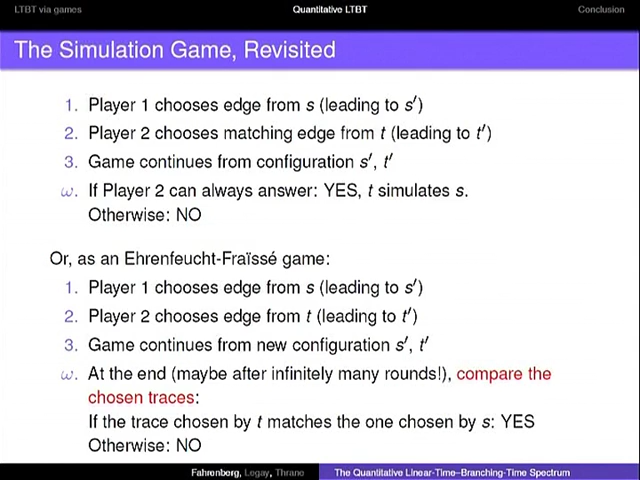 LTBT via games Quantitative LTBT Conclusion
The Simulation Game, Revisited
1. Player 1 chooses edge from s (leading to s′)
2. Player 2 chooses matching edge from t (leading to t′)
3. Game continues from configuration s′, t′
ω. If Player 2 can always answer: YES, t simulates s.
Otherwise: NO
Or, as an Ehrenfeucht-Fraïssé game:
1. Player 1 chooses edge from s (leading to s′)
2. Player 2 chooses edge from t (leading to t′)
3. Game continues from new configuration s′, t′
ω. At the end (maybe after infinitely many rounds!), compare the
chosen traces:
If the trace chosen by t matches the one chosen by s: YES
Otherwise: NO
Fahrenberg, Legay, Thrane The Quantitative Linear-Time–Branching-Time Spectrum